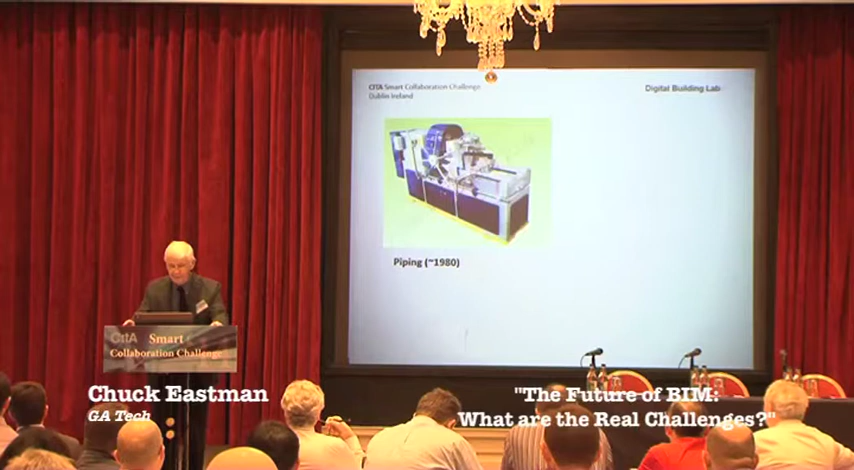 CITA Smart Collaboration Challenge
Dublin Ireland
Digital Building Lab
Piping (~1980)
CITA Smart
Collaboration Challenge
Chuck Eastman
GA Tech
"The Future of BIM:
What are the Real Challenges?"